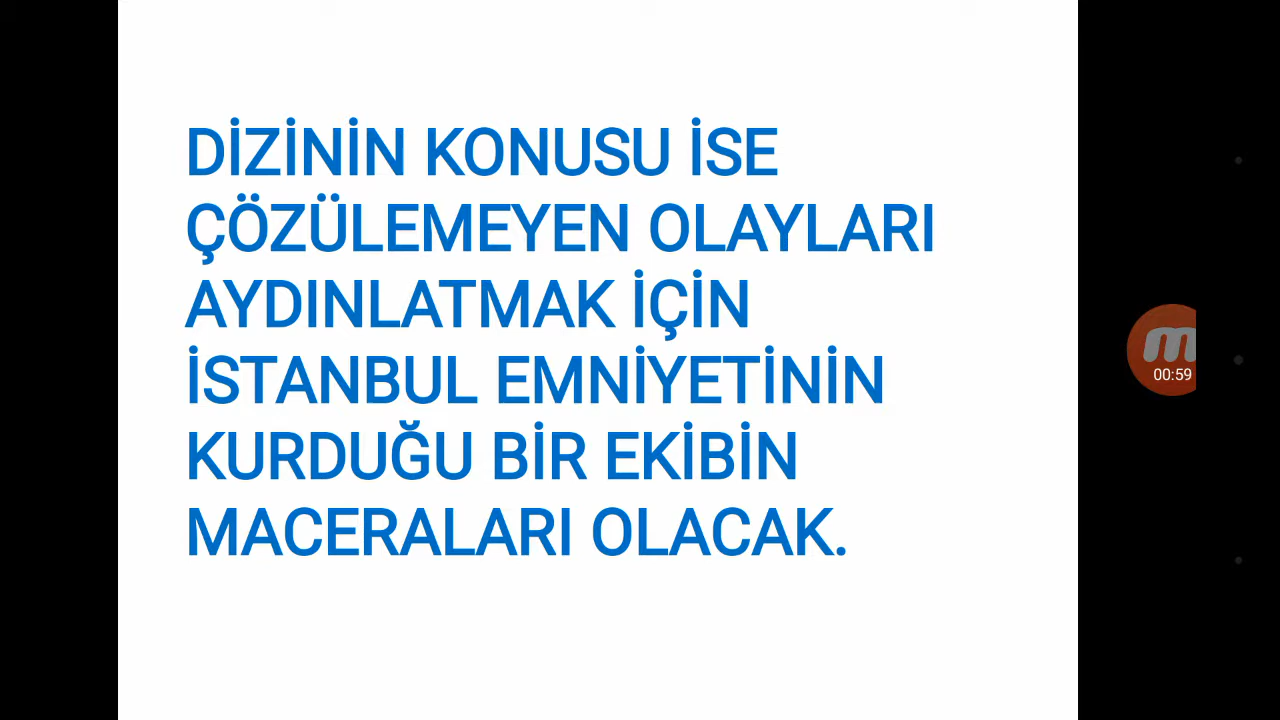 DİZİNİN KONUSU İSE
ÇÖZÜLEMEYEN OLAYLARI
AYDINLATMAK İÇİN
İSTANBUL EMNİYETİNİN
KURDUĞU BİR EKİBİN
MACERALARI OLACAK.
m
00:59